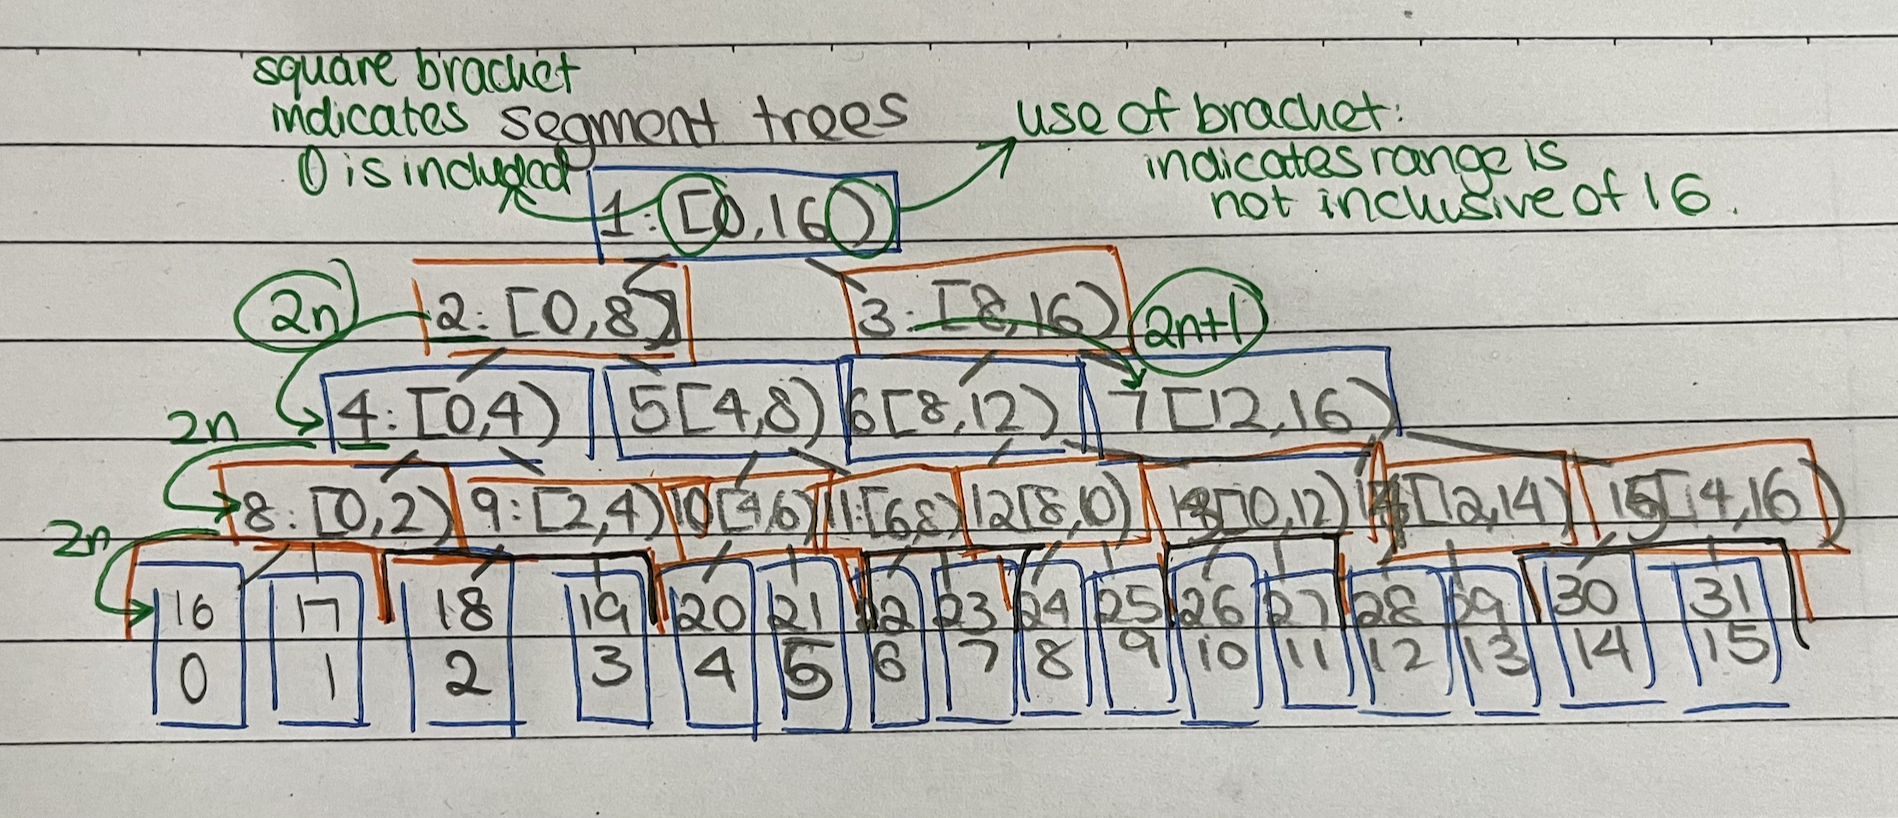 square bracket
indicates segment trees
0 is included
use of bracket:
indicates range is
not inclusive of 16.
1: [0,16)
2n 2: [0,8) 3: [8,16) 2n+1
2n 4: [0,4) 5[4,8) 6[8,12) 7[12,16)
2n 8: [0,2) 9: [2,4) 10[4,6) 11:[6,8) 12[8,0) 13[10,12) 14[12,14) 15[14,16)
16 17 18 19 20 21 22 23 24 25 26 27 28 29 30 31
0 1 2 3 4 5 6 7 8 9 10 11 12 13 14 15